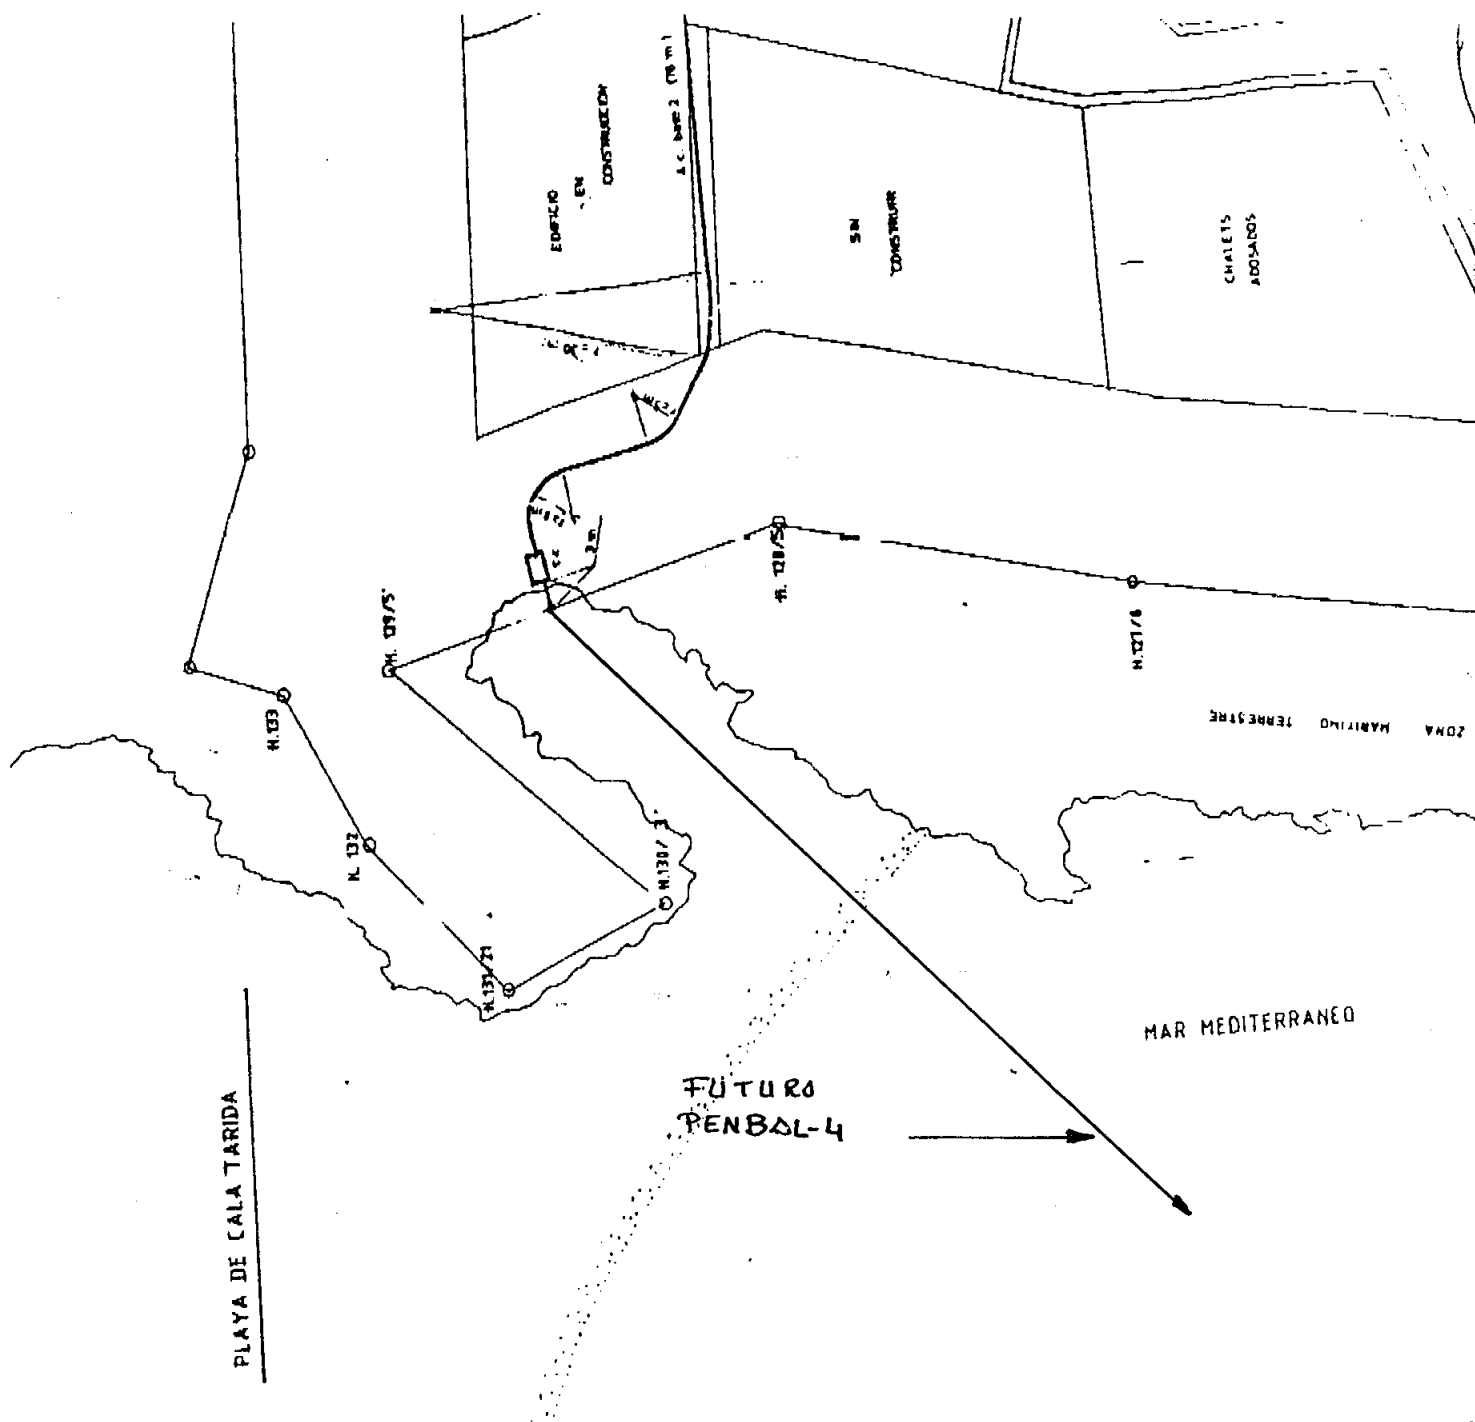 EDIFICIO
EN
CONSTRUCCION
SIN
CONSTRUIR
CHALETS
ADOSADOS
H. 128/5
H. 129/5'
H.127/6
ZONA MARITIMO TERRESTRE
H.133
H. 132
H.130/
MAR MEDITERRANEO
FUTURO
PENBAL-4
PLAYA DE CALA TARIDA